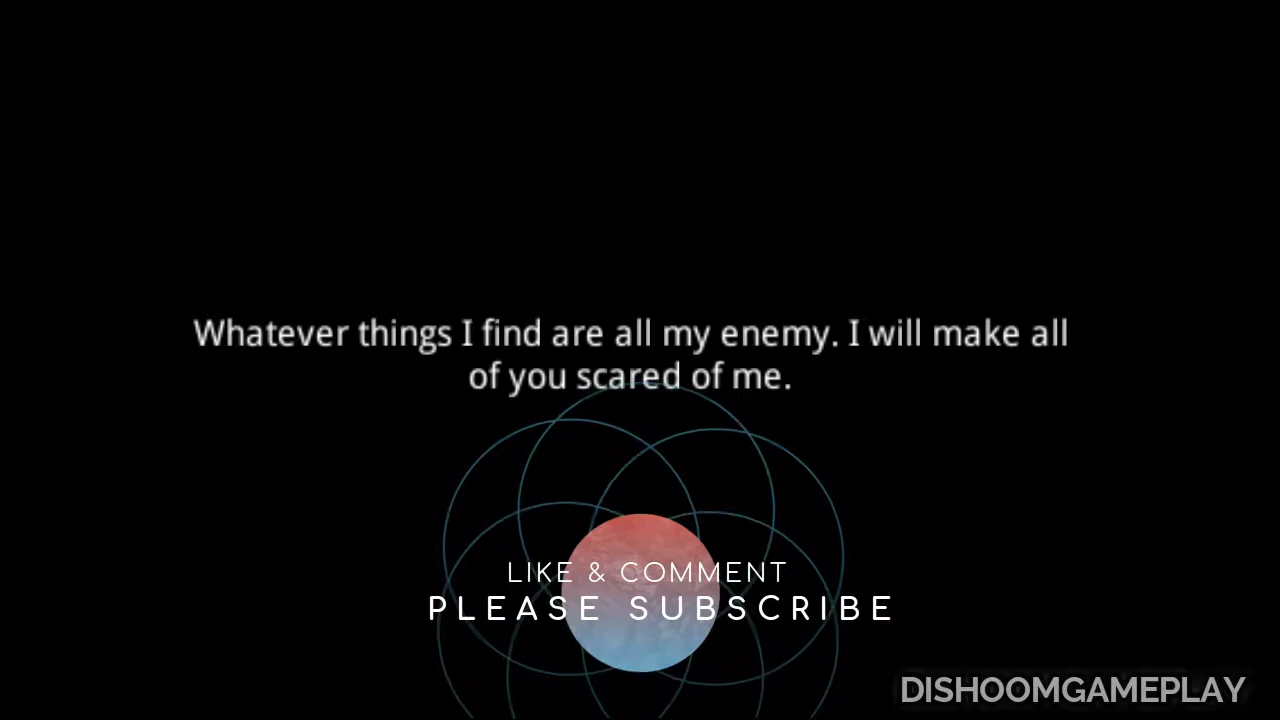 Whatever things I find are all my enemy. I will make all
of you scared of me.
LIKE & COMMENT
PLEASE SUBSCRIBE
DISHOOMGAMEPLAY